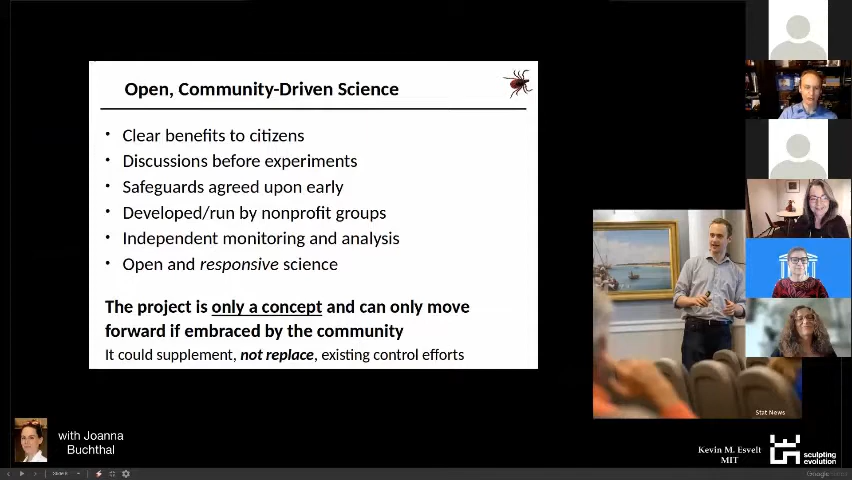 Open, Community-Driven Science
• Clear benefits to citizens
• Discussions before experiments
• Safeguards agreed upon early
• Developed/run by nonprofit groups
• Independent monitoring and analysis
• Open and responsive science
The project is only a concept and can only move
forward if embraced by the community
It could supplement, not replace, existing control efforts
Stat News
with Joanna
Buchthal
Kevin M. Esvelt
MIT
sculpting
evolution
Google